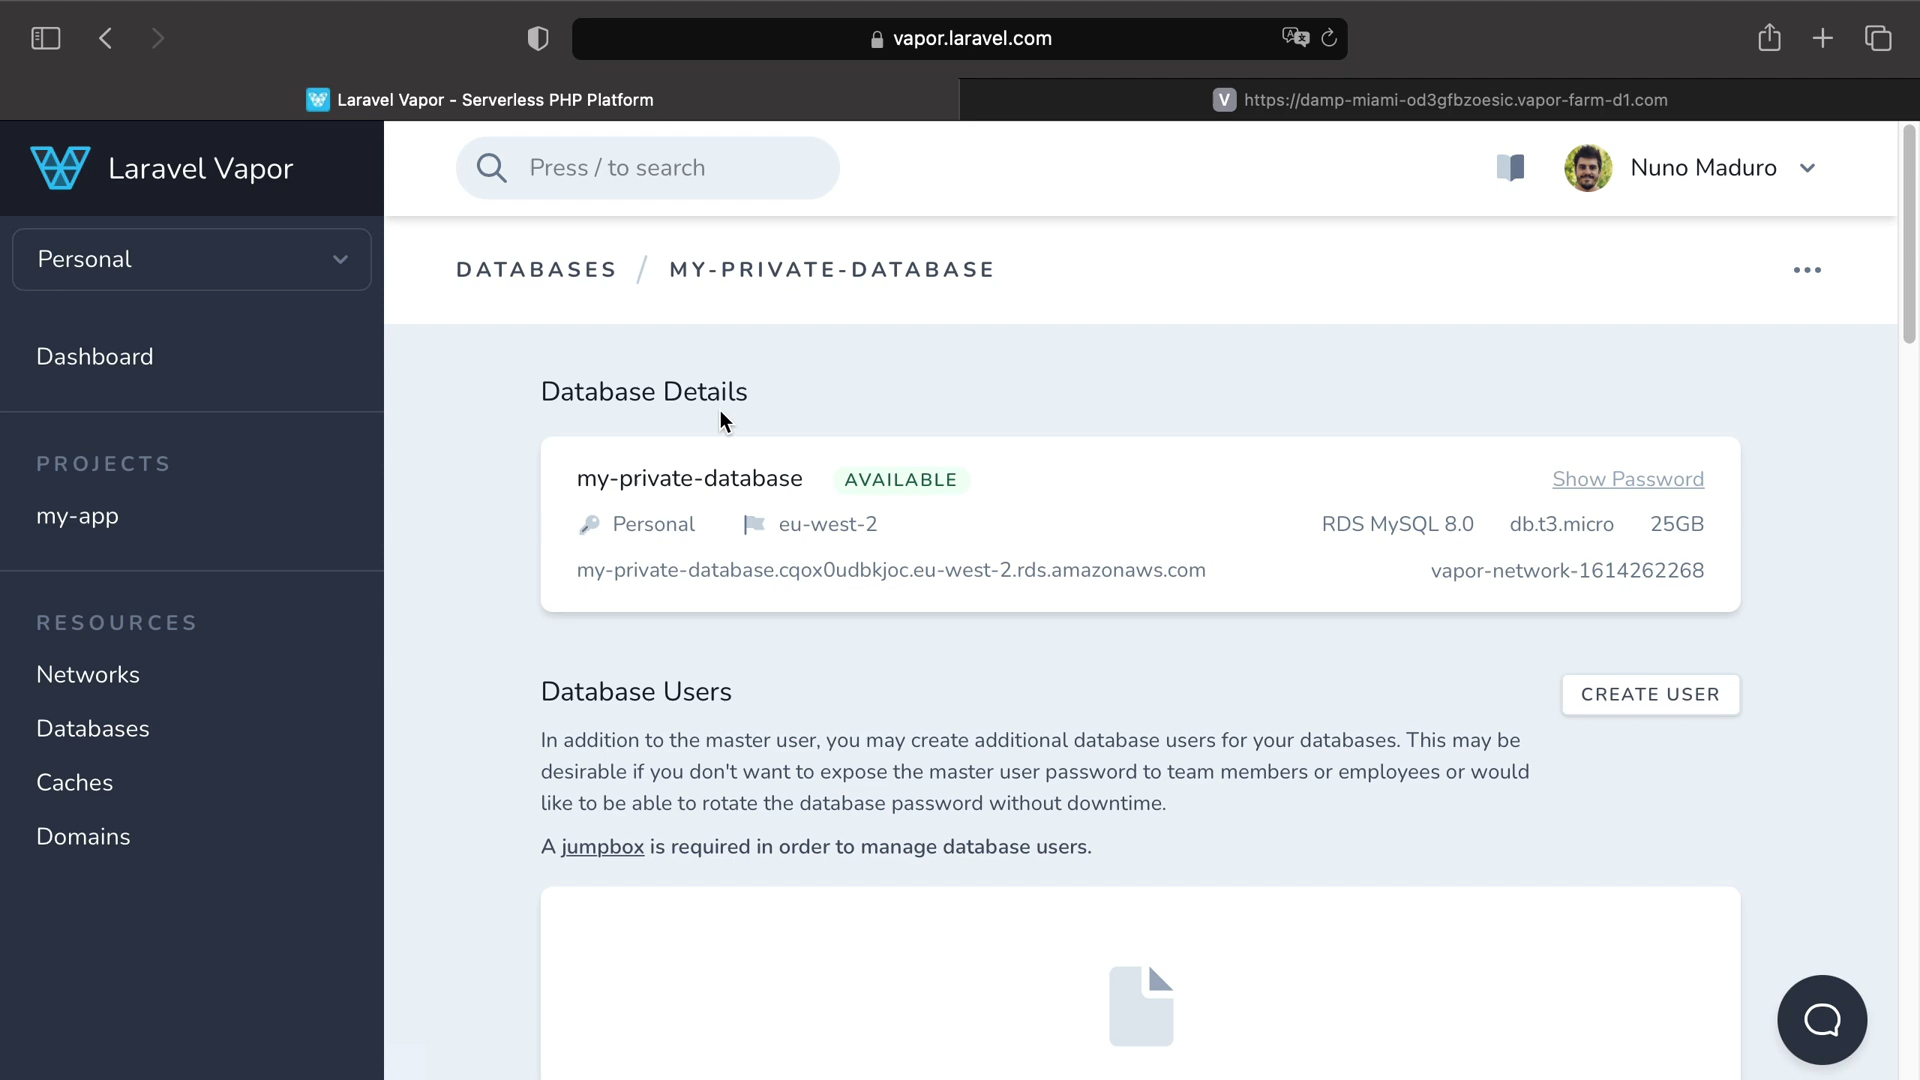 vapor.laravel.com
Laravel Vapor - Serverless PHP Platform
V https://damp-miami-od3gfbzoesic.vapor-farm-d1.com
Laravel Vapor
Press / to search
Nuno Maduro
Personal
DATABASES / MY-PRIVATE-DATABASE
Dashboard
PROJECTS
my-app
RESOURCES
Networks
Databases
Caches
Domains
Database Details
my-private-database AVAILABLE Show Password
Personal eu-west-2 RDS MySQL 8.0 db.t3.micro 25GB
my-private-database.cqox0udbkjoc.eu-west-2.rds.amazonaws.com vapor-network-1614262268
Database Users CREATE USER
In addition to the master user, you may create additional database users for your databases. This may be
desirable if you don't want to expose the master user password to team members or employees or would
like to be able to rotate the database password without downtime.
A jumpbox is required in order to manage database users.